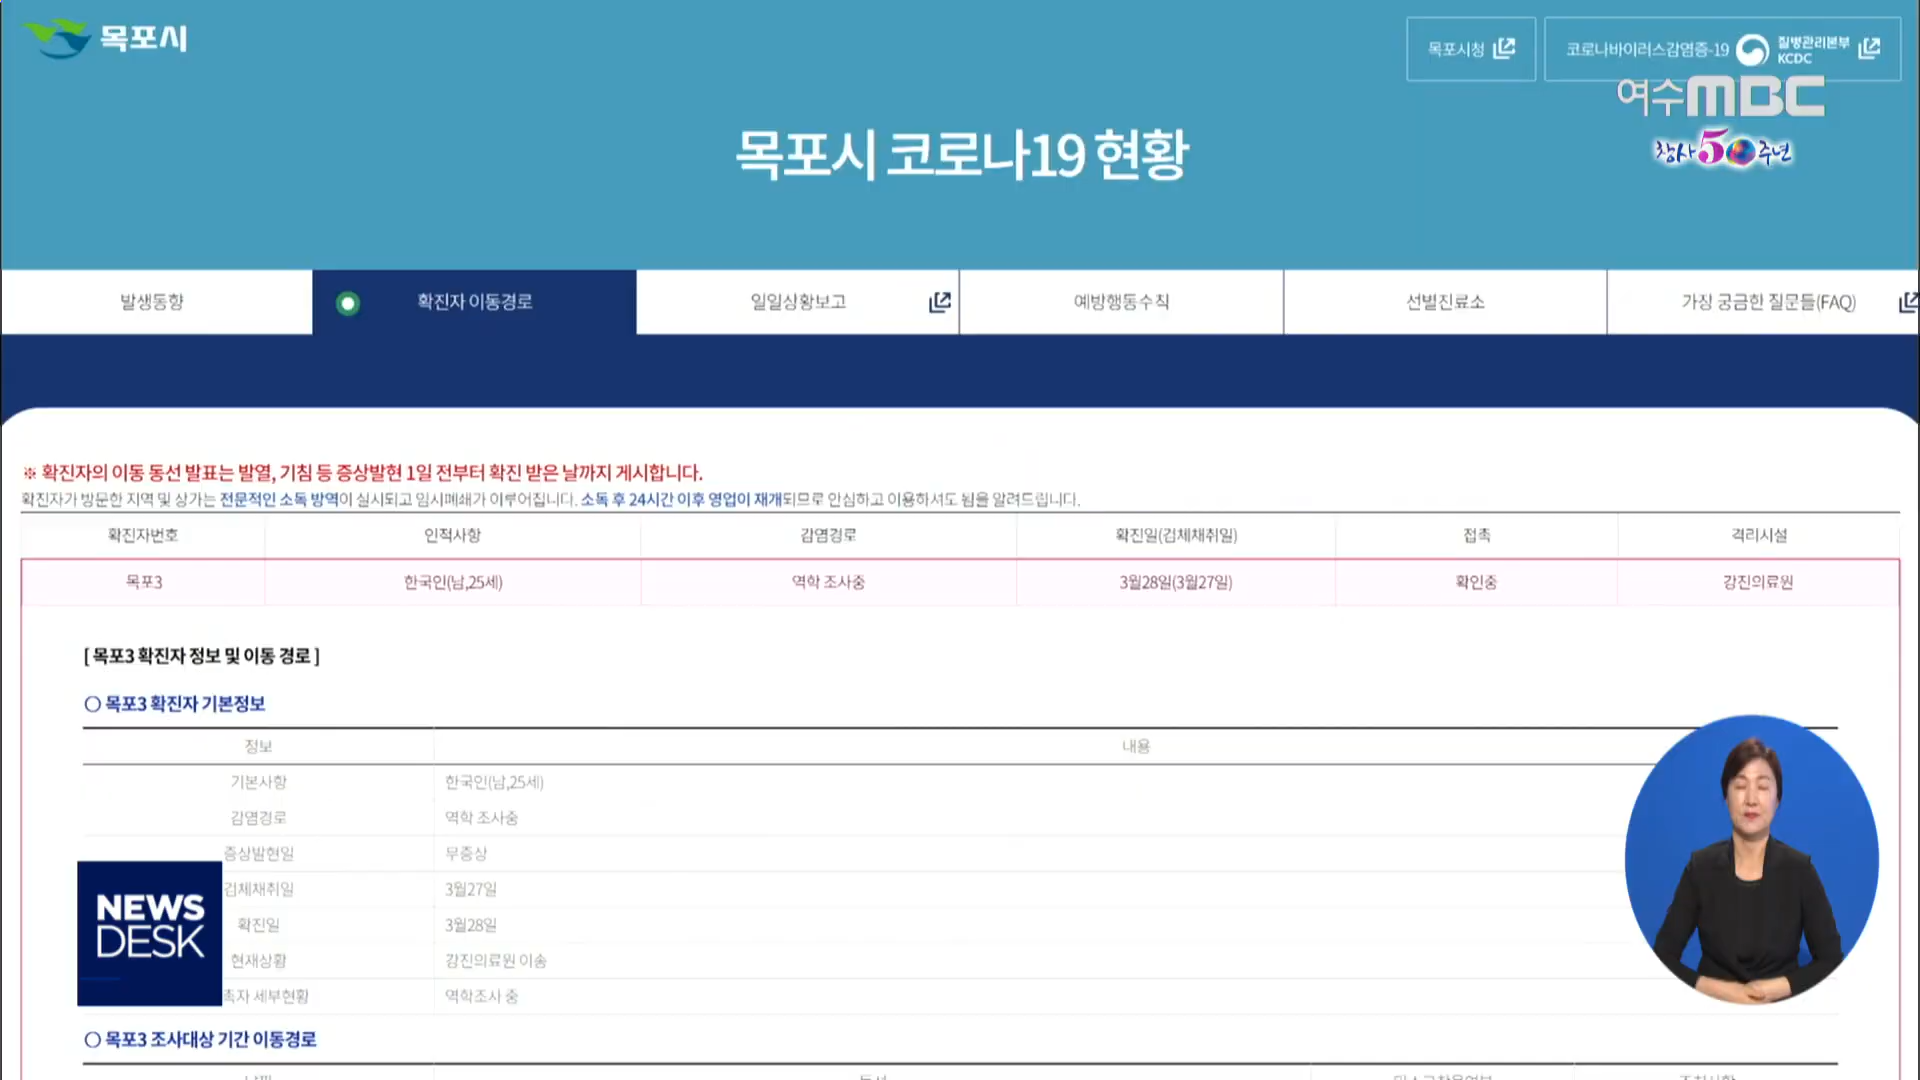 목포시
목포시청
코로나바이러스감염증-19 질병관리본부 KCDC
여수MBC
창사50주년
목포시 코로나19 현황
발생동향
확진자 이동경로
일일상황보고
예방행동수칙
선별진료소
가장 궁금한 질문들(FAQ)
※ 확진자의 이동 동선 발표는 발열, 기침 등 증상발현 1일 전부터 확진 받은 날까지 게시합니다.
확진자가 방문한 지역 및 상가는 전문적인 소독 방역이 실시되고 임시폐쇄가 이루어집니다. 소독 후 24시간 이후 영업이 재개되므로 안심하고 이용하셔도 됨을 알려드립니다.
확진자번호 인적사항 감염경로 확진일(검체채취일) 접촉 격리시설
목포3 한국인(남,25세) 역학 조사중 3월28일(3월27일) 확인중 강진의료원
[ 목포3 확진자 정보 및 이동 경로 ]
○ 목포3 확진자 기본정보
정보 내용
기본사항 한국인(남,25세)
감염경로 역학 조사중
증상발현일 무증상
검체채취일 3월27일
확진일 3월28일
현재상황 강진의료원 이송
촉자 세부현황 역학조사 중
NEWS
DESK
○ 목포3 조사대상 기간 이동경로